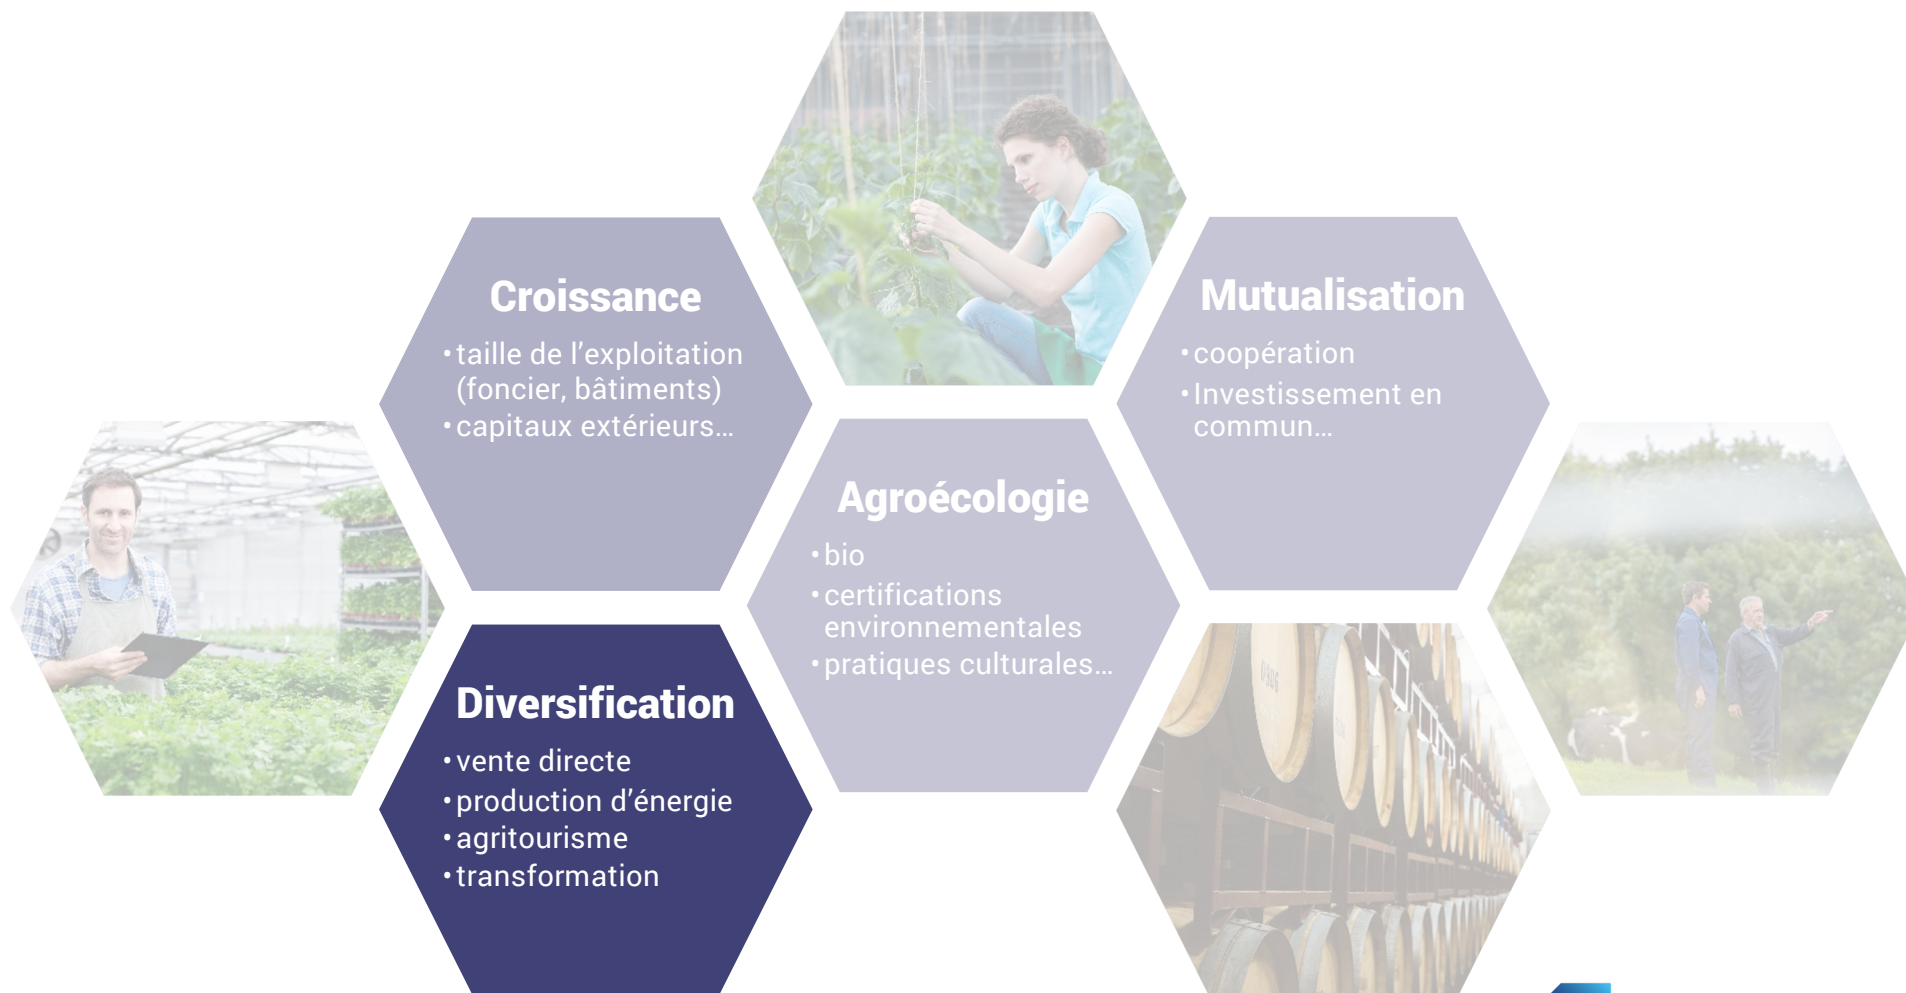 Croissance
•taille de l’exploitation
(foncier, bâtiments)
•capitaux extérieurs…
Mutualisation
•coopération
•Investissement en
commun…
Agroécologie
•bio
•certifications
environnementales
•pratiques culturales…
Diversification
•vente directe
•production d’énergie
•agritourisme
•transformation